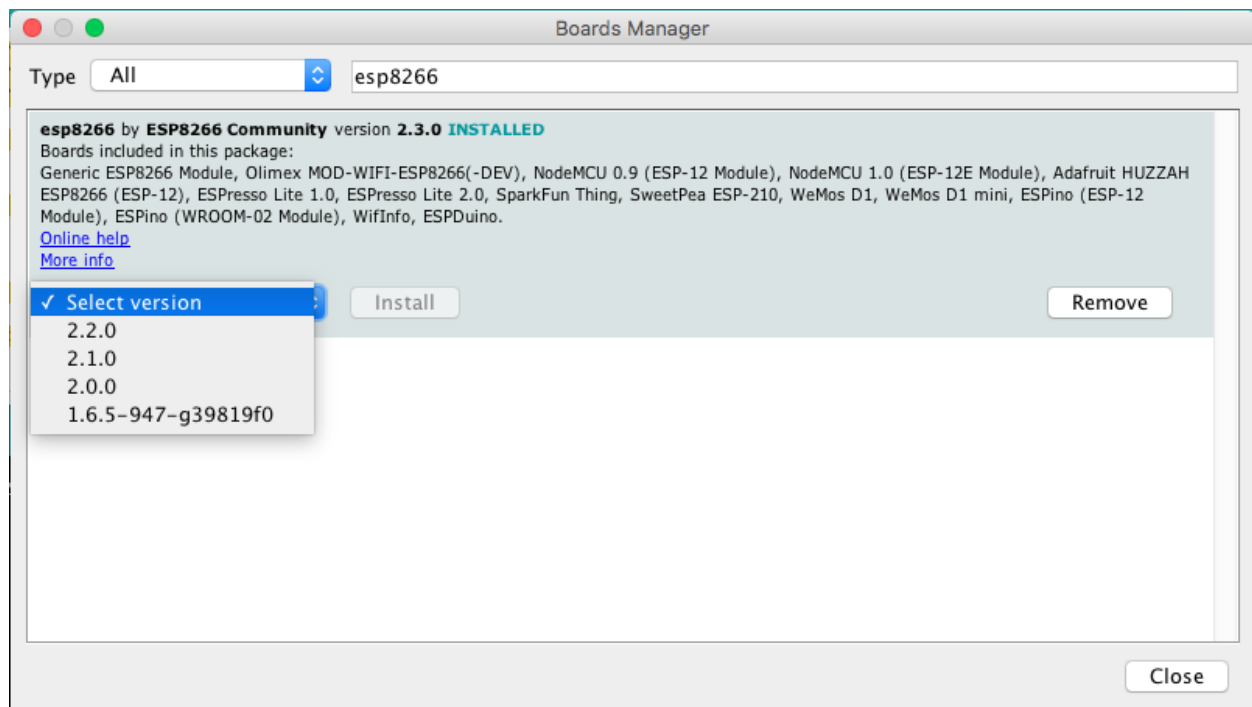 Boards Manager
Type All esp8266
esp8266 by ESP8266 Community version 2.3.0 INSTALLED
Boards included in this package:
Generic ESP8266 Module, Olimex MOD-WIFI-ESP8266(-DEV), NodeMCU 0.9 (ESP-12 Module), NodeMCU 1.0 (ESP-12E Module), Adafruit HUZZAH
ESP8266 (ESP-12), ESPresso Lite 1.0, ESPresso Lite 2.0, SparkFun Thing, SweetPea ESP-210, WeMos D1, WeMos D1 mini, ESPino (ESP-12
Module), ESPino (WROOM-02 Module), WifInfo, ESPDuino.
Online help
More info
✓ Select version Install Remove
2.2.0
2.1.0
2.0.0
1.6.5-947-g39819f0
Close